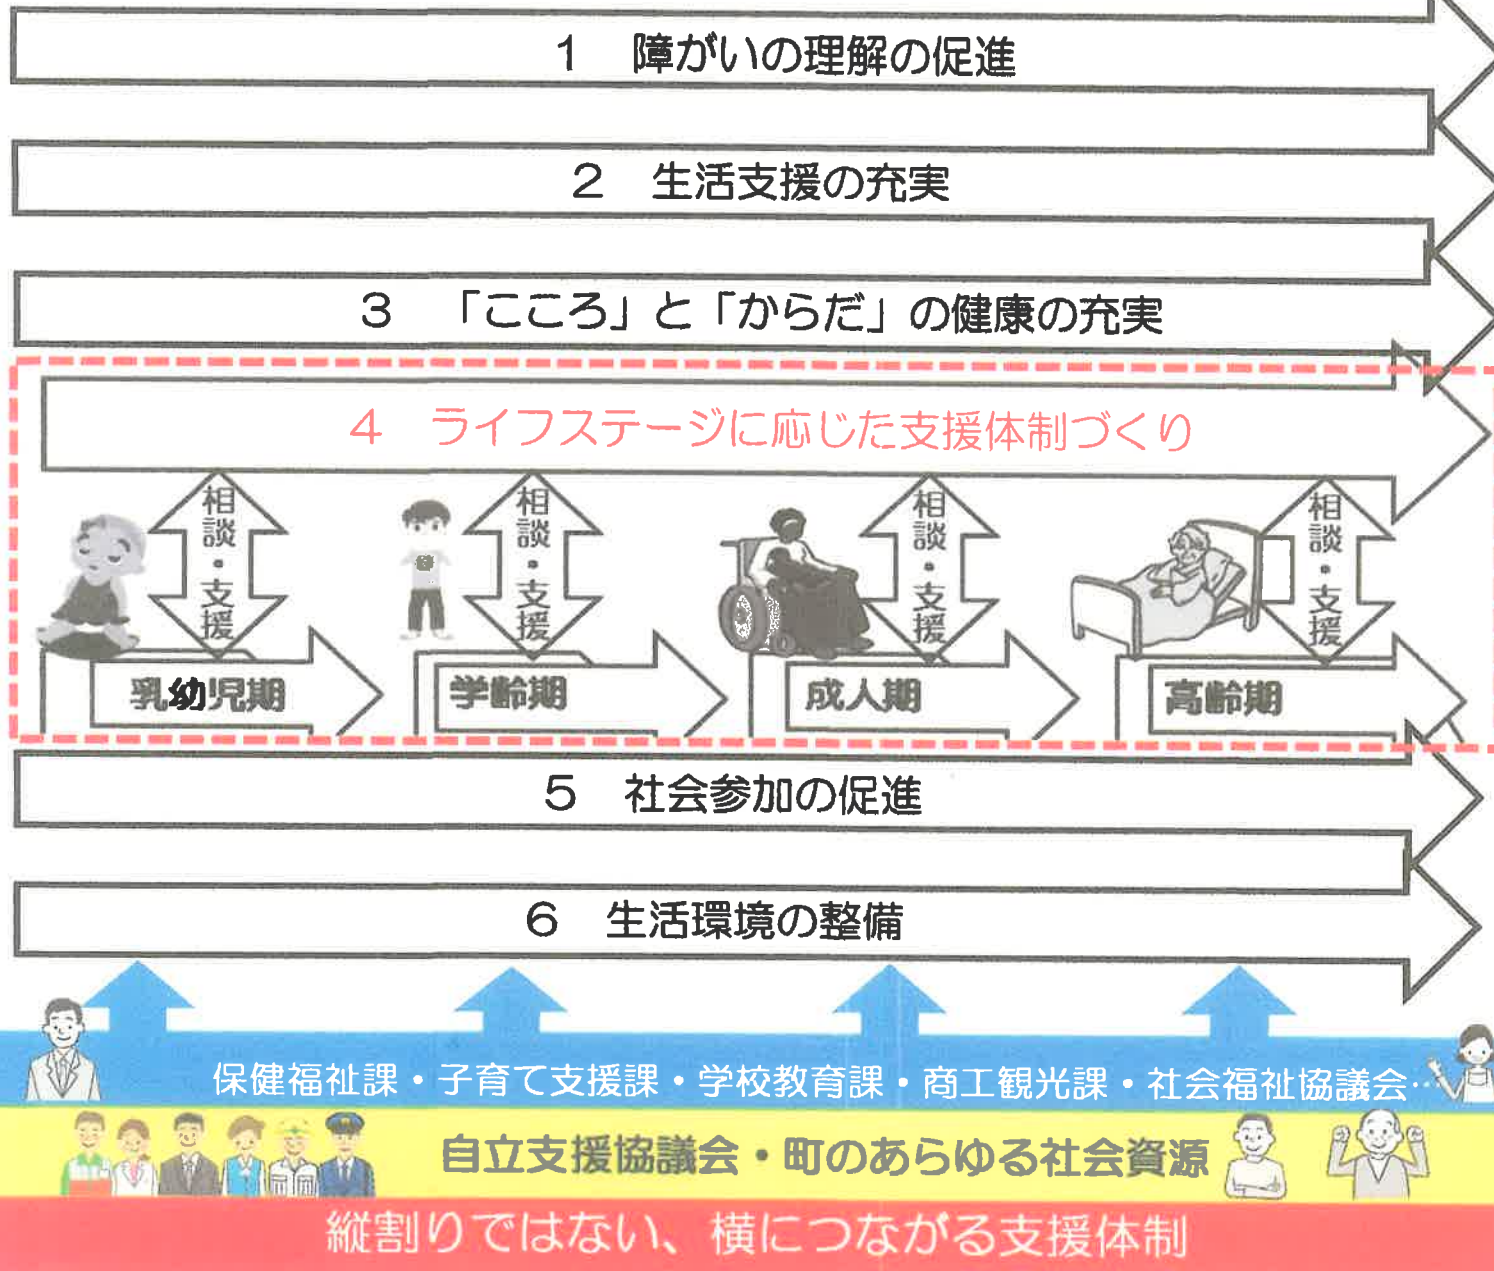 1 障がいの理解の促進
2 生活支援の充実
3 「こころ」と「からだ」の健康の充実
4 ライフステージに応じた支援体制づくり
相談・支援
相談・支援
相談・支援
相談・支援
乳幼児期
学齢期
成人期
高齢期
5 社会参加の促進
6 生活環境の整備
保健福祉課・子育て支援課・学校教育課・商工観光課・社会福祉協議会…
自立支援協議会・町のあらゆる社会資源
縦割りではない、横につながる支援体制